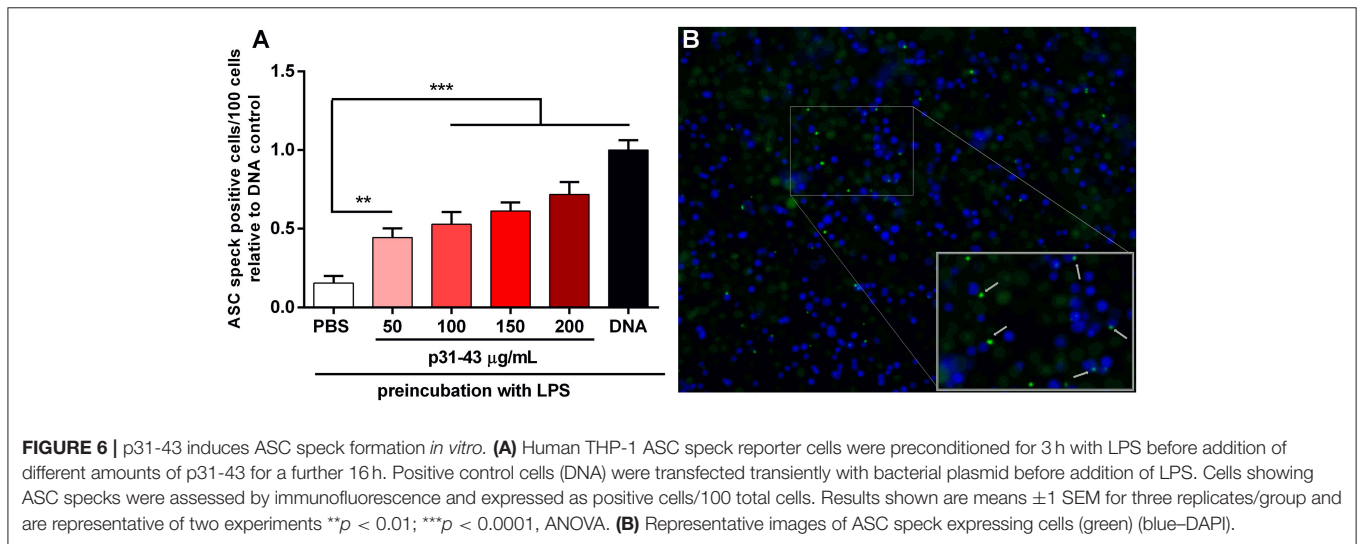 A
B
ASC speck positive cells/100 cells
relative to DNA control
1.5
1.0
0.5
0.0
***
**
PBS 50 100 150 200 DNA
p31-43 μg/mL
preincubation with LPS
FIGURE 6 | p31-43 induces ASC speck formation in vitro. (A) Human THP-1 ASC speck reporter cells were preconditioned for 3 h with LPS before addition of
different amounts of p31-43 for a further 16 h. Positive control cells (DNA) were transfected transiently with bacterial plasmid before addition of LPS. Cells showing
ASC specks were assessed by immunofluorescence and expressed as positive cells/100 total cells. Results shown are means ±1 SEM for three replicates/group and
are representative of two experiments **p < 0.01; ***p < 0.0001, ANOVA. (B) Representative images of ASC speck expressing cells (green) (blue–DAPI).